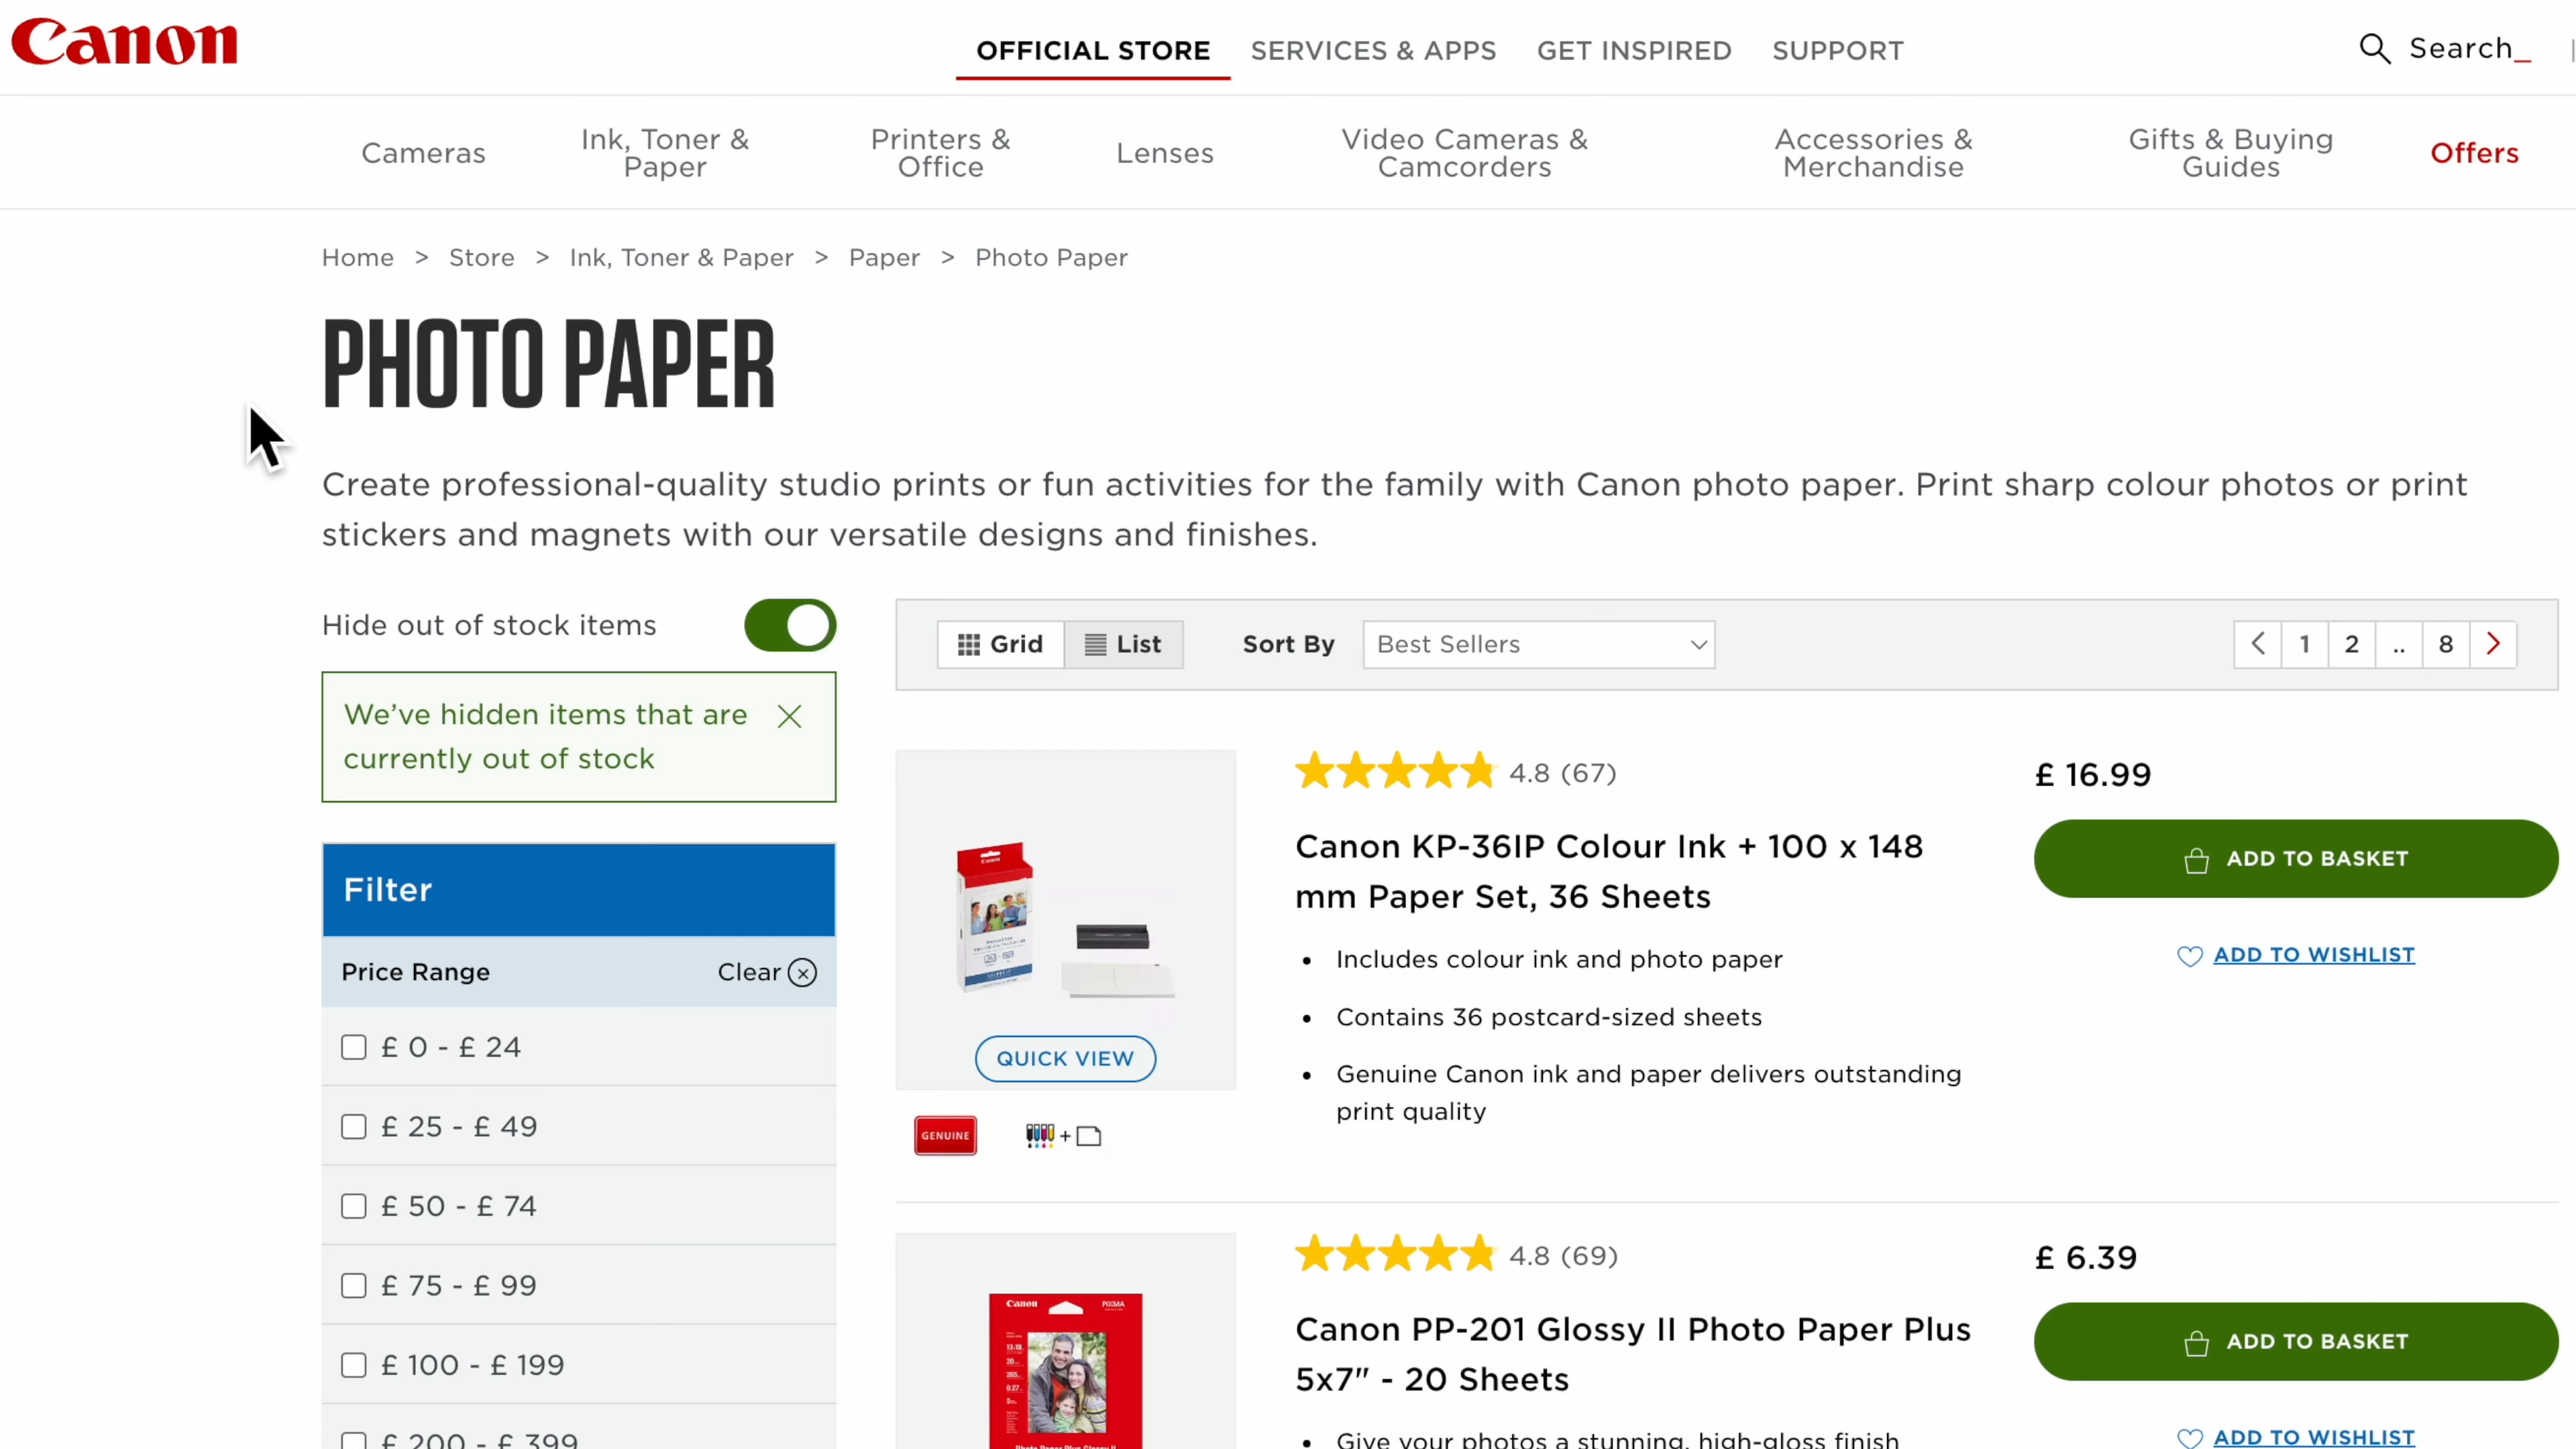 Canon
OFFICIAL STORE
SERVICES & APPS
GET INSPIRED
SUPPORT
Search_
Cameras
Ink, Toner &
Paper
Printers &
Office
Lenses
Video Cameras &
Camcorders
Accessories &
Merchandise
Gifts & Buying
Guides
Offers
Home > Store > Ink, Toner & Paper > Paper > Photo Paper
PHOTO PAPER
Create professional-quality studio prints or fun activities for the family with Canon photo paper. Print sharp colour photos or print
stickers and magnets with our versatile designs and finishes.
Hide out of stock items
We've hidden items that are
currently out of stock
Filter
Price Range
Clear
£ 0 - £ 24
£ 25 - £ 49
£ 50 - £ 74
£ 75 - £ 99
£ 100 - £ 199
£ 200 - £ 399
Grid
List
Sort By
Best Sellers
1
2
..
8
4.8 (67)
Canon KP-36IP Colour Ink + 100 x 148
mm Paper Set, 36 Sheets
• Includes colour ink and photo paper
• Contains 36 postcard-sized sheets
• Genuine Canon ink and paper delivers outstanding
print quality
£ 16.99
ADD TO BASKET
ADD TO WISHLIST
Canon
QUICK VIEW
GENUINE
+
4.8 (69)
Canon PP-201 Glossy II Photo Paper Plus
5x7" - 20 Sheets
• Give your photos a stunning, high-gloss finish
£ 6.39
ADD TO BASKET
ADD TO WISHLIST
Canon
PIXMA
Photo Paper Plus Glossy II